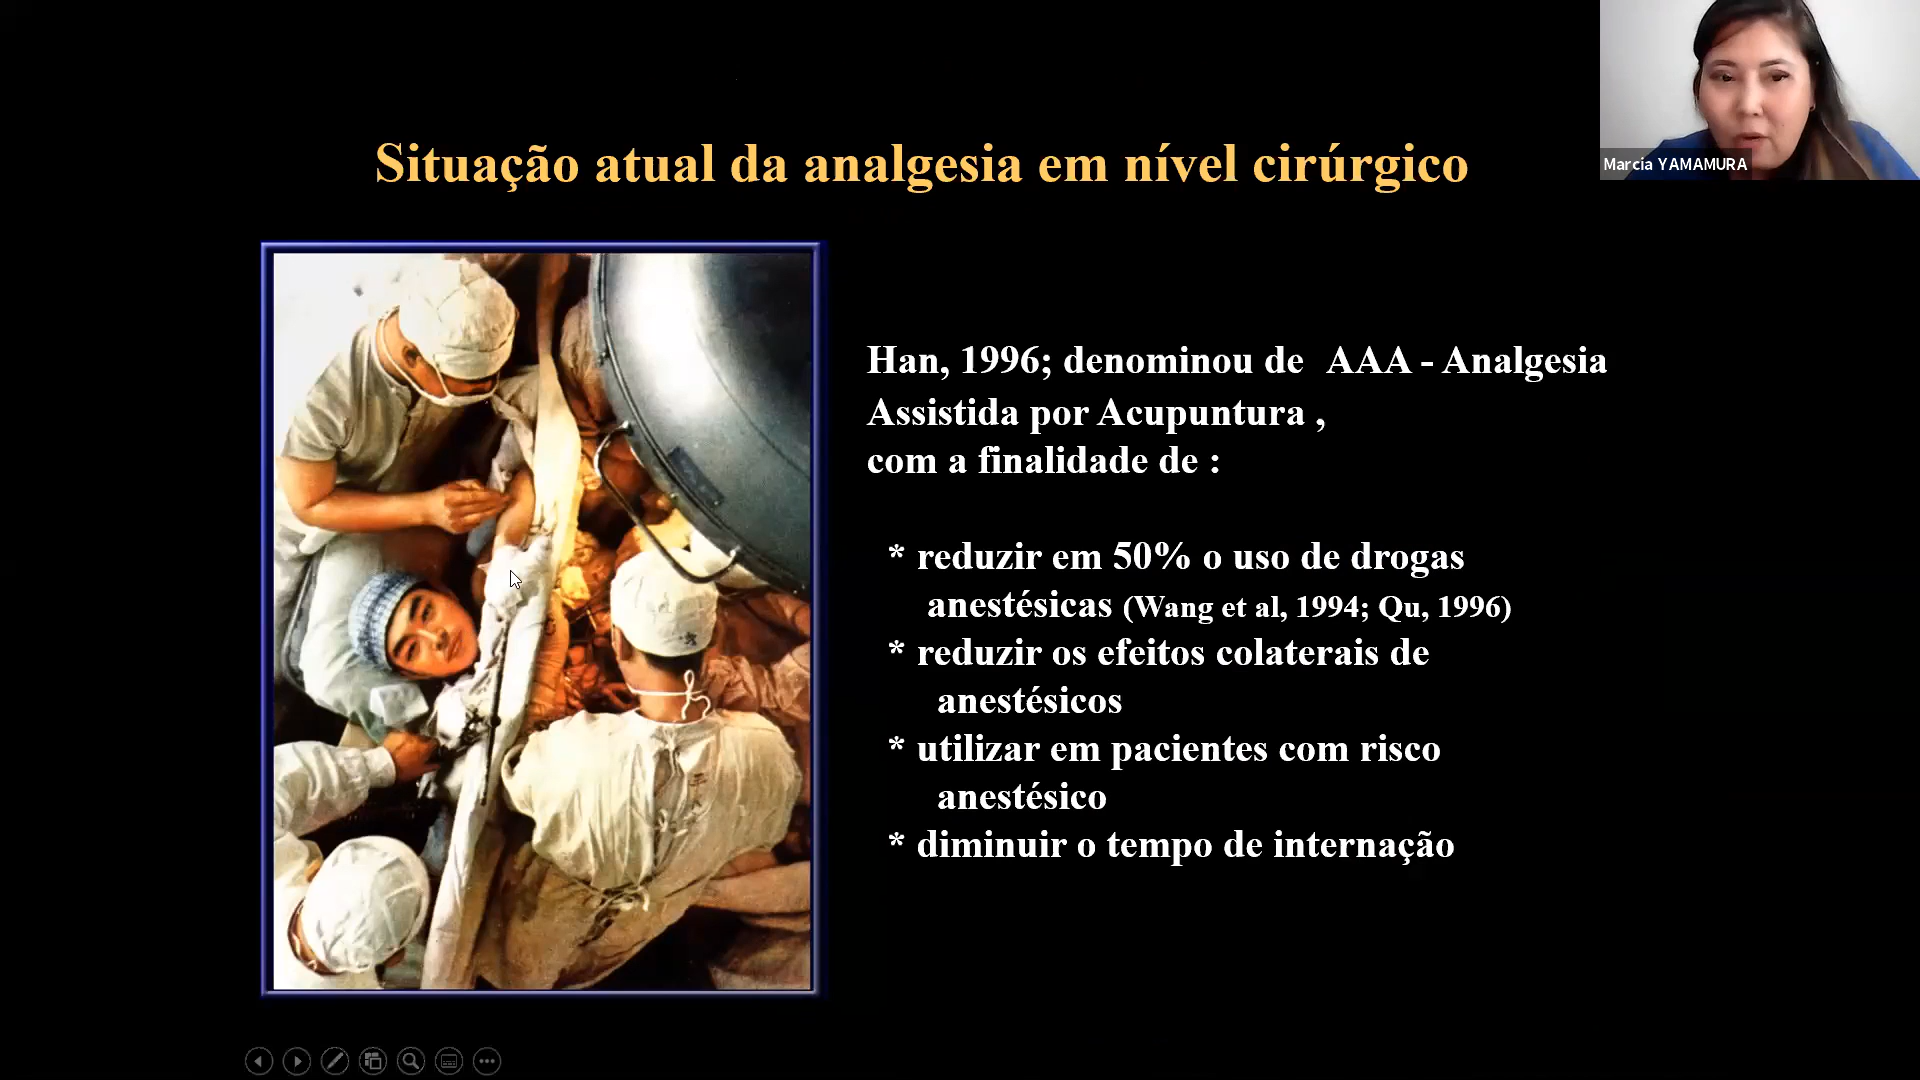 Situação atual da analgesia em nível cirúrgico
Marcia YAMAMURA
Han, 1996; denominou de AAA - Analgesia
Assistida por Acupuntura ,
com a finalidade de :
* reduzir em 50% o uso de drogas
anestésicas (Wang et al, 1994; Qu, 1996)
* reduzir os efeitos colaterais de
anestésicos
* utilizar em pacientes com risco
anestésico
* diminuir o tempo de internação